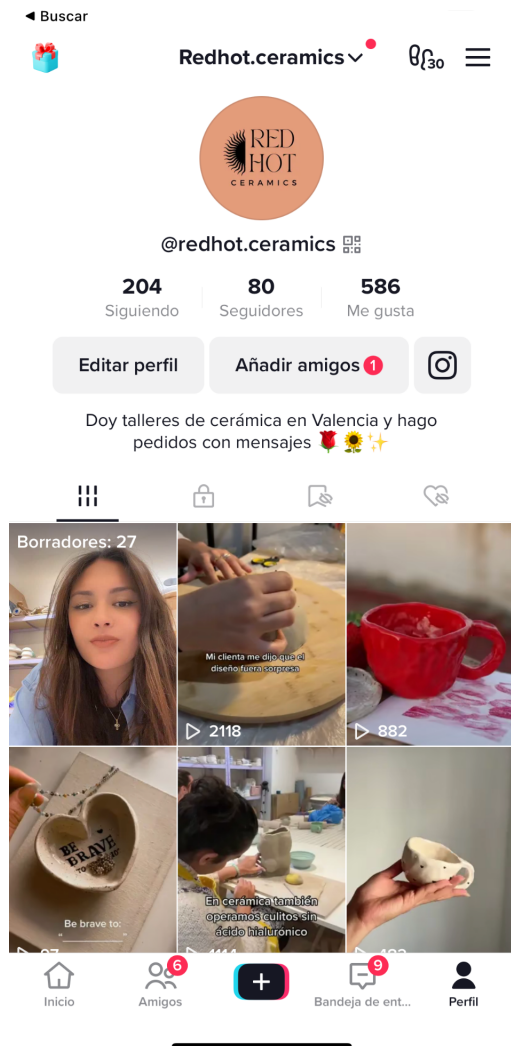 ◀ Buscar
Redhot.ceramics
30
RED
HOT
CERAMICS
@redhot.ceramics
204 80 586
Siguiendo Seguidores Me gusta
Editar perfil Añadir amigos 1
Doy talleres de cerámica en Valencia y hago
pedidos con mensajes 🌹🌻✨
Borradores: 27
Mi clienta me dijo que el
diseño fuera sorpresa
2118
882
BE
BRAVE
TO
Be brave to:
En cerámica también
operamos culitos sin
ácido hialurónico
6 9
Inicio Amigos Bandeja de ent... Perfil